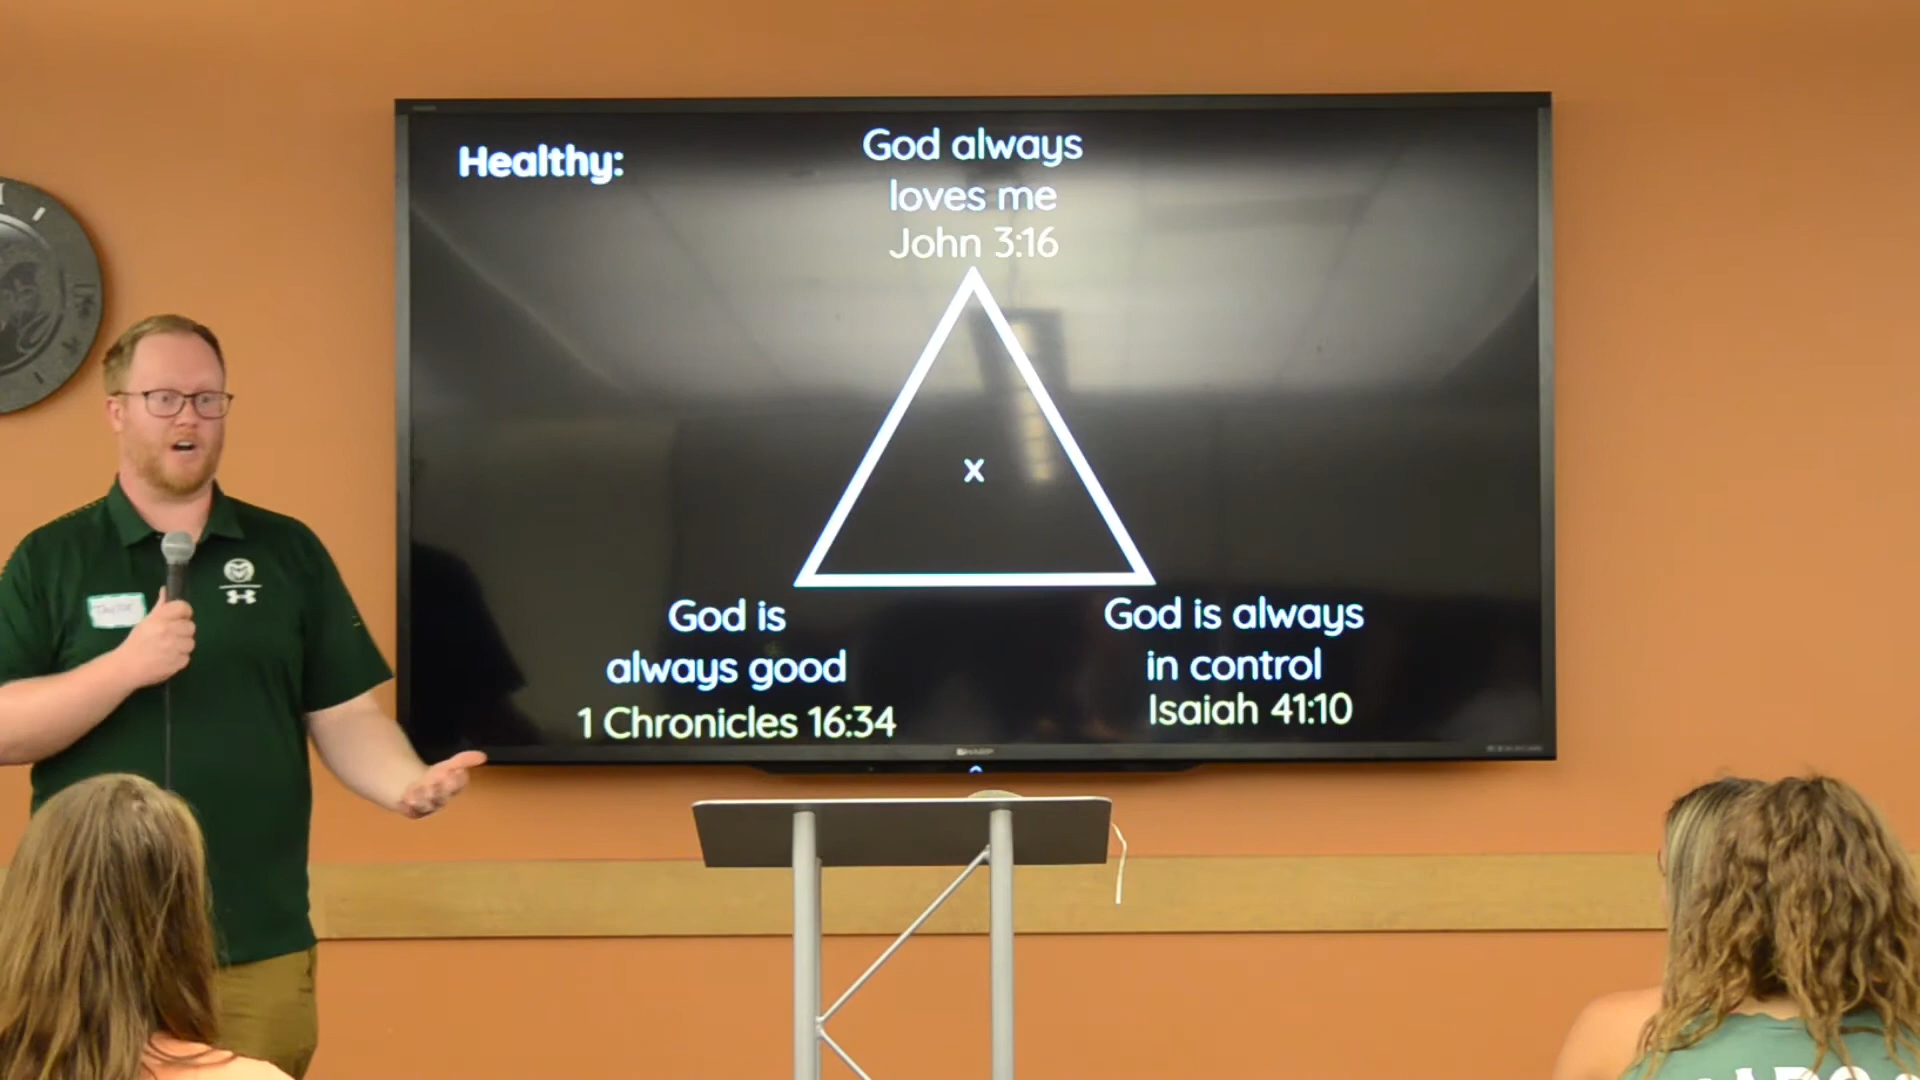 Healthy:
God always
loves me
John 3:16
x
God is
always good
1 Chronicles 16:34
God is always
in control
Isaiah 41:10
SHARP